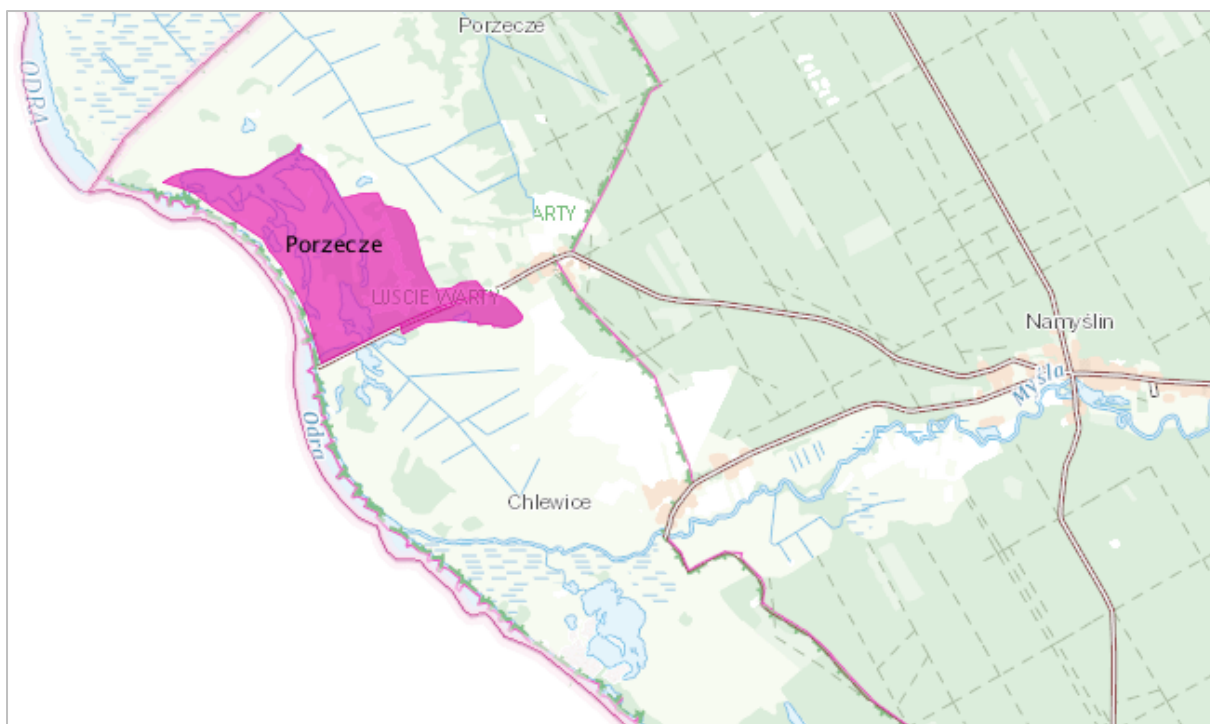 Porzecze
ODRA
ARTY
Porzecze
UJŚCIE WARTY
Namyślin
Myśla
Odra
Chlewice